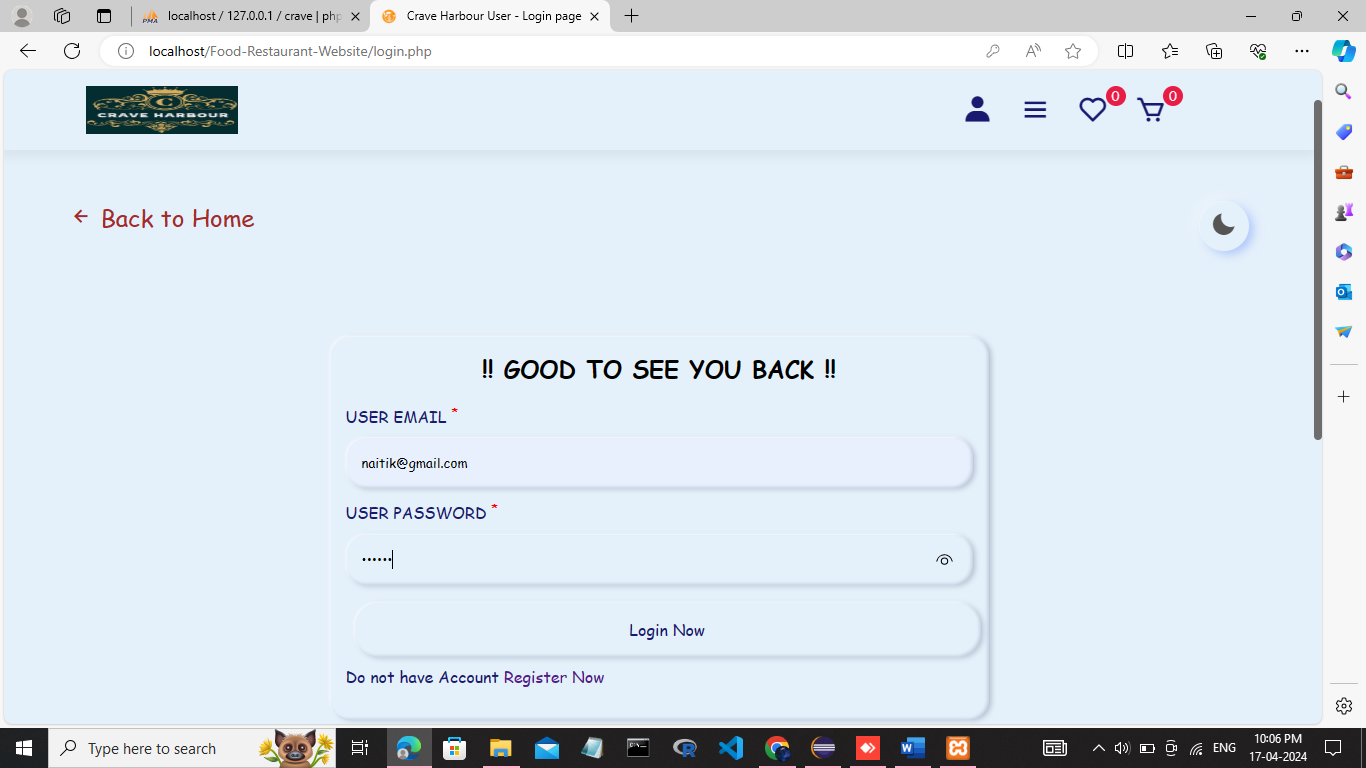 localhost / 127.0.0.1 / crave | php
Crave Harbour User - Login page
localhost/Food-Restaurant-Website/login.php
C
CRAVE HARBOUR
0
0
← Back to Home
!! GOOD TO SEE YOU BACK !!
USER EMAIL *
naitik@gmail.com
USER PASSWORD *
••••••
Login Now
Do not have Account Register Now
Type here to search
ENG
10:06 PM
17-04-2024